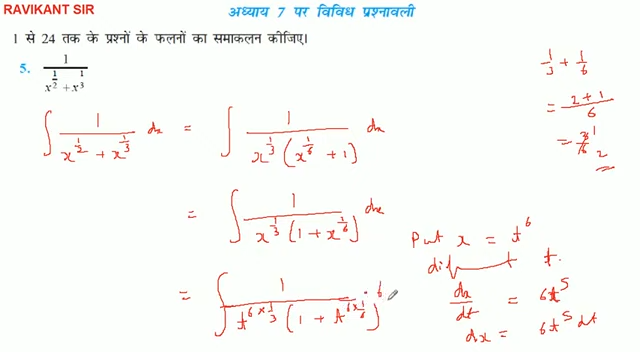 RAVIKANT SIR
अध्याय 7 पर विविध प्रश्नावली
1 से 24 तक के प्रश्नों के फलनों का समाकलन कीजिए।
5. 1/(x^(1/2) + x^(1/3))
∫ 1/(x^(1/2) + x^(1/3)) dx = ∫ 1/(x^(1/3) (x^(1/6) + 1)) dx
= ∫ 1/(x^(1/3) (1 + x^(1/6))) dx
= ∫ 1/(t^(6×1/3) (1 + t^(6×1/6))) · 6
1/3 + 1/6
= (2+1)/6
= 3/6 1/2
Put x = t^6
diff t.
dx/dt = 6t^5
dx = 6t^5 dt